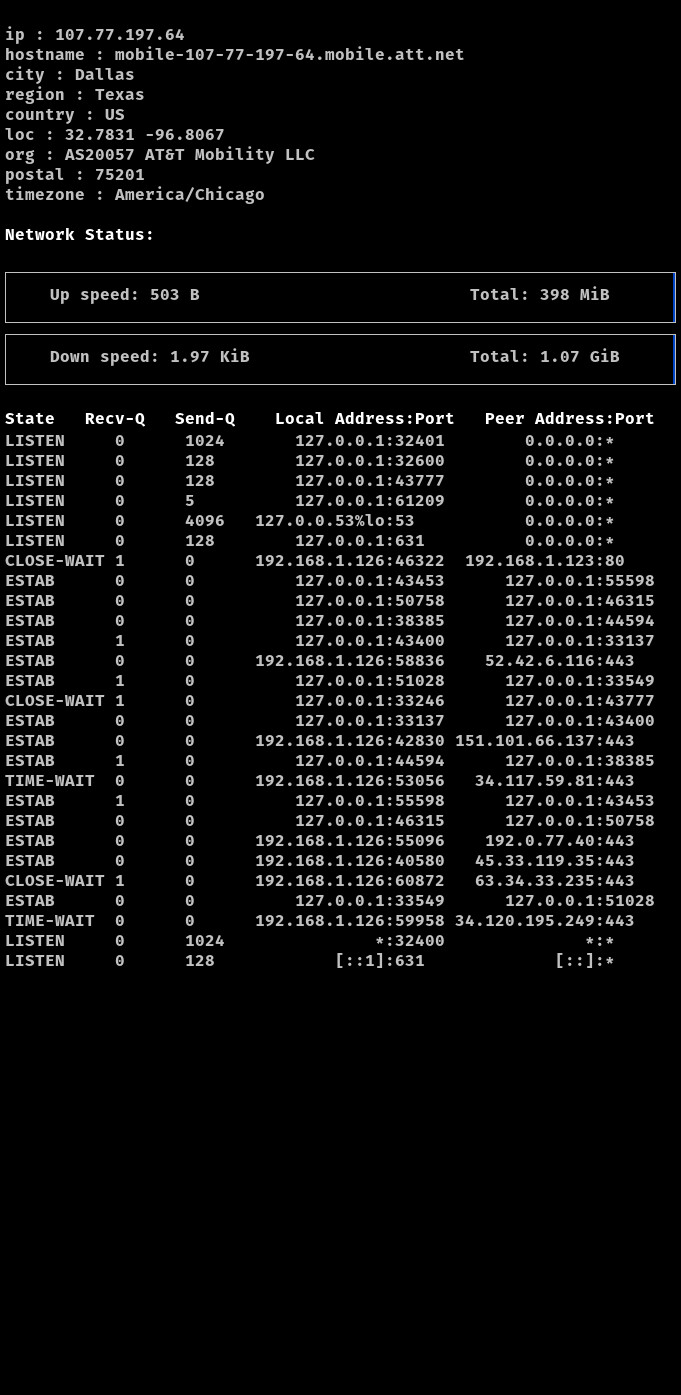 ip : 107.77.197.64
hostname : mobile-107-77-197-64.mobile.att.net
city : Dallas
region : Texas
country : US
loc : 32.7831 -96.8067
org : AS20057 AT&T Mobility LLC
postal : 75201
timezone : America/Chicago
Network Status:
Up speed: 503 B Total: 398 MiB
Down speed: 1.97 KiB Total: 1.07 GiB
State Recv-Q Send-Q Local Address:Port Peer Address:Port
LISTEN 0 1024 127.0.0.1:32401 0.0.0.0:*
LISTEN 0 128 127.0.0.1:32600 0.0.0.0:*
LISTEN 0 128 127.0.0.1:43777 0.0.0.0:*
LISTEN 0 5 127.0.0.1:61209 0.0.0.0:*
LISTEN 0 4096 127.0.0.53%lo:53 0.0.0.0:*
LISTEN 0 128 127.0.0.1:631 0.0.0.0:*
CLOSE-WAIT 1 0 192.168.1.126:46322 192.168.1.123:80
ESTAB 0 0 127.0.0.1:43453 127.0.0.1:55598
ESTAB 0 0 127.0.0.1:50758 127.0.0.1:46315
ESTAB 0 0 127.0.0.1:38385 127.0.0.1:44594
ESTAB 1 0 127.0.0.1:43400 127.0.0.1:33137
ESTAB 0 0 192.168.1.126:58836 52.42.6.116:443
ESTAB 1 0 127.0.0.1:51028 127.0.0.1:33549
CLOSE-WAIT 1 0 127.0.0.1:33246 127.0.0.1:43777
ESTAB 0 0 127.0.0.1:33137 127.0.0.1:43400
ESTAB 0 0 192.168.1.126:42830 151.101.66.137:443
ESTAB 1 0 127.0.0.1:44594 127.0.0.1:38385
TIME-WAIT 0 0 192.168.1.126:53056 34.117.59.81:443
ESTAB 1 0 127.0.0.1:55598 127.0.0.1:43453
ESTAB 0 0 127.0.0.1:46315 127.0.0.1:50758
ESTAB 0 0 192.168.1.126:55096 192.0.77.40:443
ESTAB 0 0 192.168.1.126:40580 45.33.119.35:443
CLOSE-WAIT 1 0 192.168.1.126:60872 63.34.33.235:443
ESTAB 0 0 127.0.0.1:33549 127.0.0.1:51028
TIME-WAIT 0 0 192.168.1.126:59958 34.120.195.249:443
LISTEN 0 1024 *:32400 *:*
LISTEN 0 128 [::1]:631 [::]:*